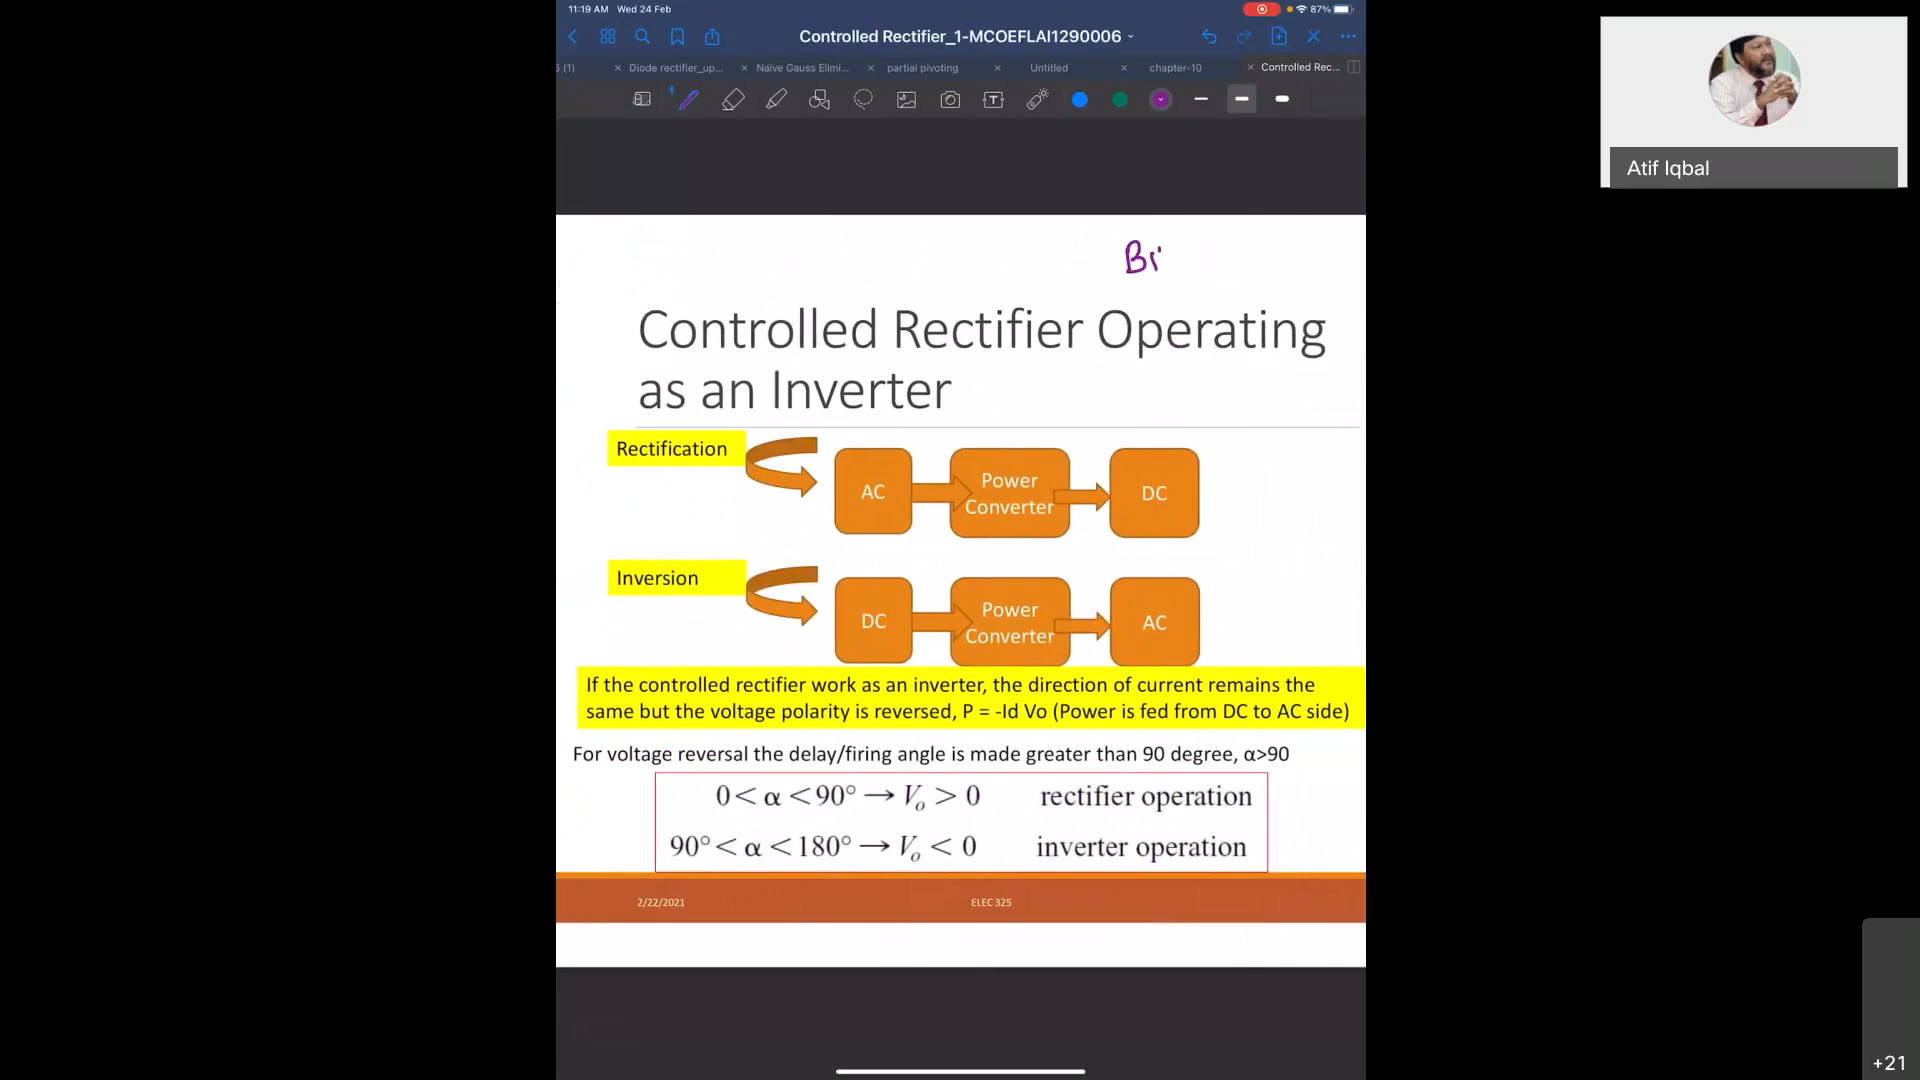 11:19 AM Wed 24 Feb
87%
Controlled Rectifier_1-MCOEFLAI1290006
(1)
Diode rectifier_up...
Naïve Gauss Elimi...
partial pivoting
Untitled
chapter-10
Controlled Rec...
Atif Iqbal
Bi
Controlled Rectifier Operating
as an Inverter
Rectification
AC
Power
Converter
DC
Inversion
DC
Power
Converter
AC
If the controlled rectifier work as an inverter, the direction of current remains the
same but the voltage polarity is reversed, P = -Id Vo (Power is fed from DC to AC side)
For voltage reversal the delay/firing angle is made greater than 90 degree, α>90
0 < α < 90° → Vₒ > 0 rectifier operation
90° < α < 180° → Vₒ < 0 inverter operation
2/22/2021
ELEC 325
+21